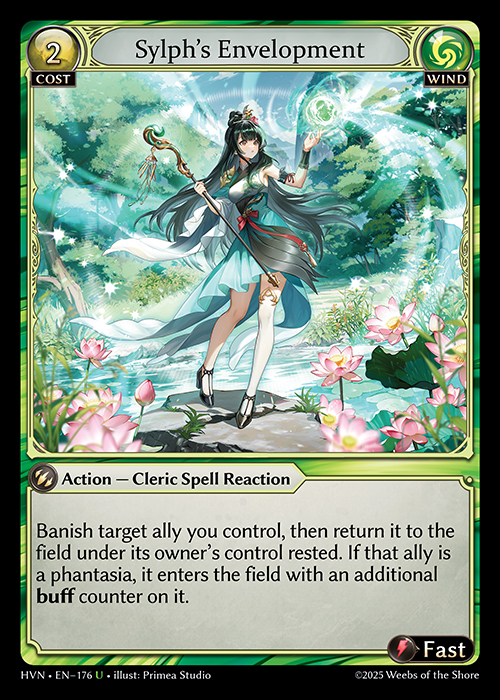 2
COST
Sylph's Envelopment
WIND
Action — Cleric Spell Reaction
Banish target ally you control, then return it to the
field under its owner's control rested. If that ally is
a phantasia, it enters the field with an additional
buff counter on it.
Fast
HVN • EN-176 U • illust: Primea Studio
©2025 Weebs of the Shore